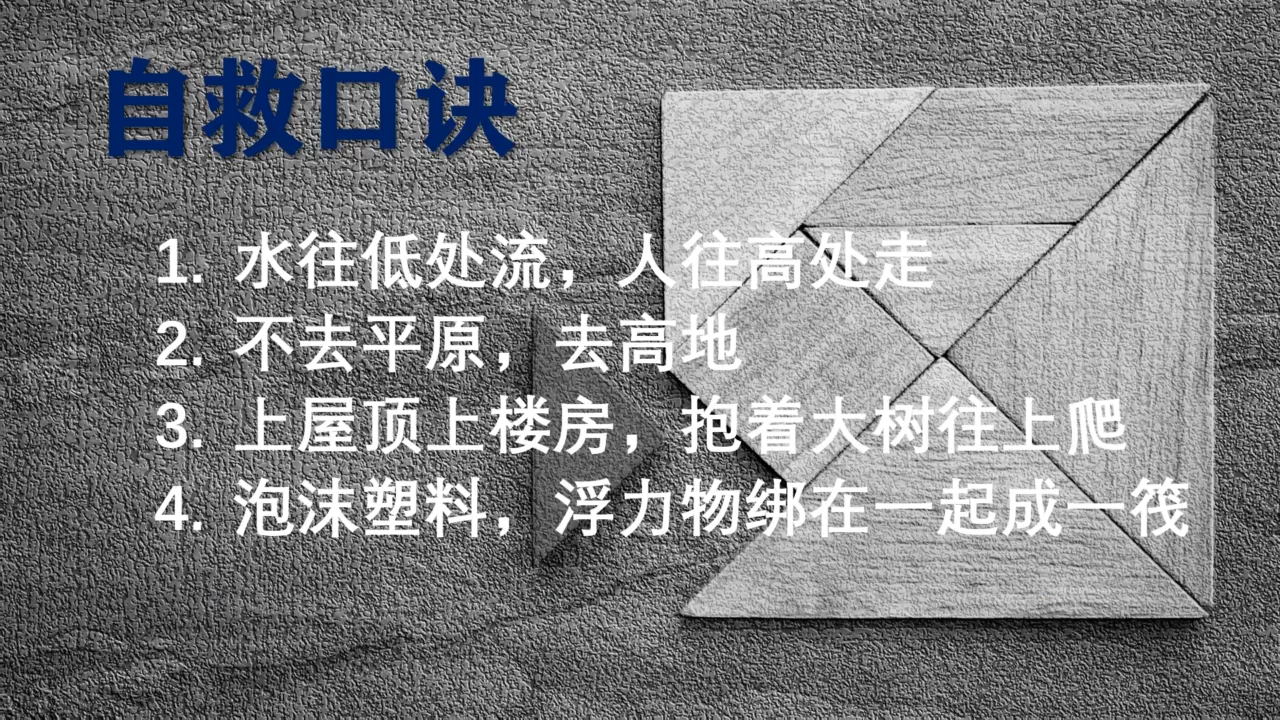 自救口诀
1. 水往低处流，人往高处走
2. 不去平原，去高地
3. 上屋顶上楼房，抱着大树往上爬
4. 泡沫塑料，浮力物绑在一起成一筏